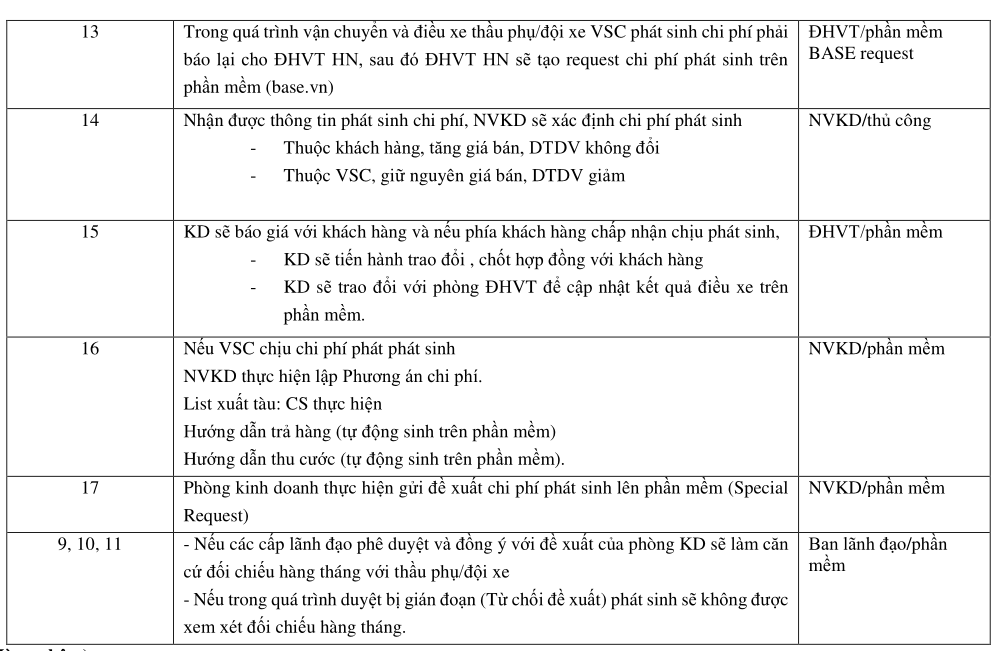 13 Trong quá trình vận chuyển và điều xe thầu phụ/đội xe VSC phát sinh chi phí phải ĐHVT/phần mềm
báo lại cho ĐHVT HN, sau đó ĐHVT HN sẽ tạo request chi phí phát sinh trên BASE request
phần mềm (base.vn)
14 Nhận được thông tin phát sinh chi phí, NVKD sẽ xác định chi phí phát sinh NVKD/thủ công
- Thuộc khách hàng, tăng giá bán, DTDV không đổi
- Thuộc VSC, giữ nguyên giá bán, DTDV giảm
15 KD sẽ báo giá với khách hàng và nếu phía khách hàng chấp nhận chịu phát sinh, ĐHVT/phần mềm
- KD sẽ tiến hành trao đổi , chốt hợp đồng với khách hàng
- KD sẽ trao đổi với phòng ĐHVT để cập nhật kết quả điều xe trên
phần mềm.
16 Nếu VSC chịu chi phí phát phát sinh NVKD/phần mềm
NVKD thực hiện lập Phương án chi phí.
List xuất tàu: CS thực hiện
Hướng dẫn trả hàng (tự động sinh trên phần mềm)
Hướng dẫn thu cước (tự động sinh trên phần mềm).
17 Phòng kinh doanh thực hiện gửi đề xuất chi phí phát sinh lên phần mềm (Special NVKD/phần mềm
Request)
9, 10, 11 - Nếu các cấp lãnh đạo phê duyệt và đồng ý với đề xuất của phòng KD sẽ làm căn Ban lãnh đạo/phần
cứ đối chiếu hàng tháng với thầu phụ/đội xe mềm
- Nếu trong quá trình duyệt bị gián đoạn (Từ chối đề xuất) phát sinh sẽ không được
xem xét đối chiếu hàng tháng.